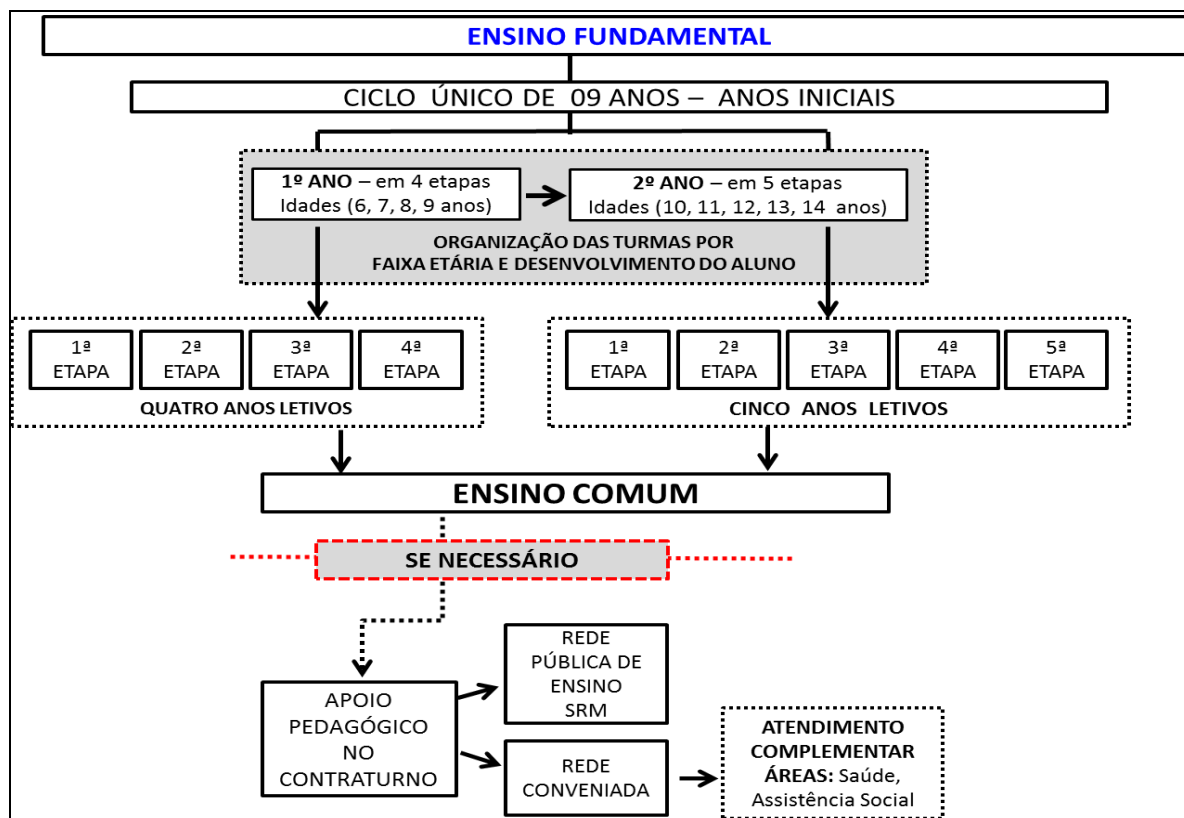 ENSINO FUNDAMENTAL
CICLO ÚNICO DE 09 ANOS – ANOS INICIAIS
1º ANO – em 4 etapas
Idades (6, 7, 8, 9 anos)
2º ANO – em 5 etapas
Idades (10, 11, 12, 13, 14 anos)
ORGANIZAÇÃO DAS TURMAS POR
FAIXA ETÁRIA E DESENVOLVIMENTO DO ALUNO
1ª
ETAPA
2ª
ETAPA
3ª
ETAPA
4ª
ETAPA
QUATRO ANOS LETIVOS
1ª
ETAPA
2ª
ETAPA
3ª
ETAPA
4ª
ETAPA
5ª
ETAPA
CINCO ANOS LETIVOS
ENSINO COMUM
SE NECESSÁRIO
APOIO
PEDAGÓGICO
NO
CONTRATURNO
REDE
PÚBLICA DE
ENSINO
SRM
REDE
CONVENIADA
ATENDIMENTO
COMPLEMENTAR
ÁREAS: Saúde,
Assistência Social